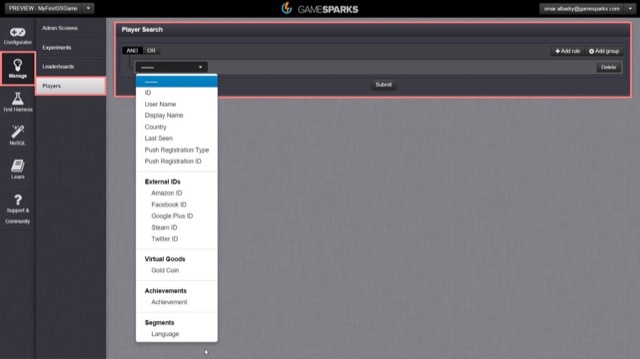 PREVIEW - MyFirstGSGame
GAMESPARKS
omar.albadry@gamesparks.com
Configurator
Manage
Test Harness
NoSQL
Learn
Support &
Community
Admin Screens
Experiments
Leaderboards
Players
Player Search
AND OR
Add rule
Add group
------
Delete
Submit
------
ID
User Name
Display Name
Country
Last Seen
Push Registration Type
Push Registration ID
External IDs
Amazon ID
Facebook ID
Google Plus ID
Steam ID
Twitter ID
Virtual Goods
Gold Coin
Achievements
Achievement
Segments
Language